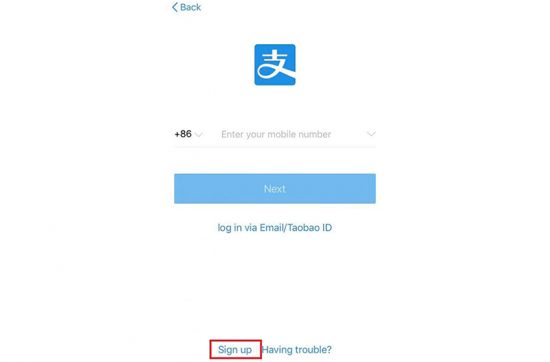 Back
支
+86 Enter your mobile number
Next
log in via Email/Taobao ID
Sign up Having trouble?